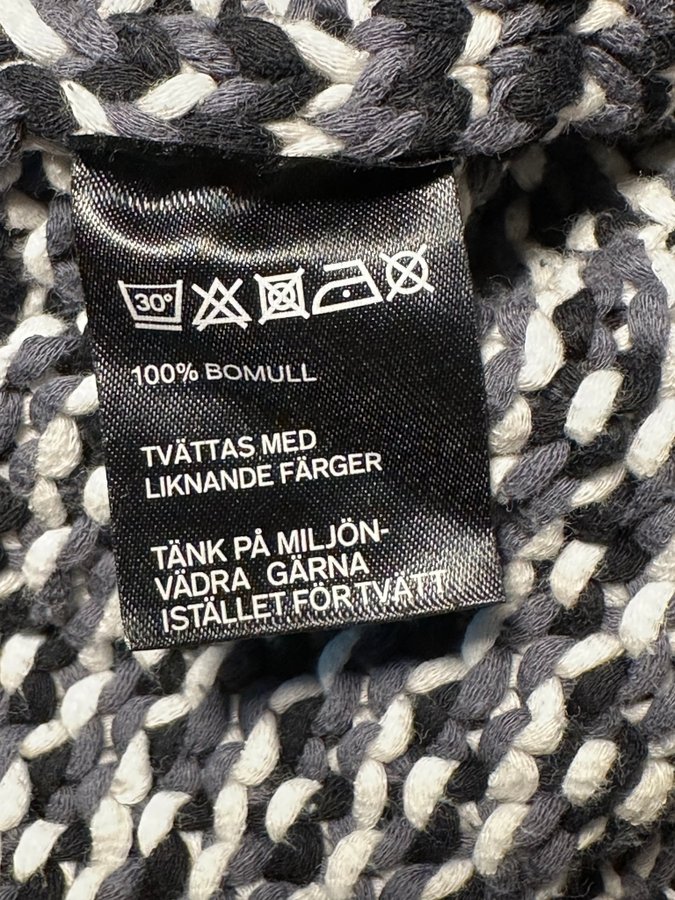 30°
100% BOMULL
TVÄTTAS MED
LIKNANDE FÄRGER
TÄNK PÅ MILJÖN-
VÄDRA GÄRNA
ISTÄLLET FÖR TVÄTT